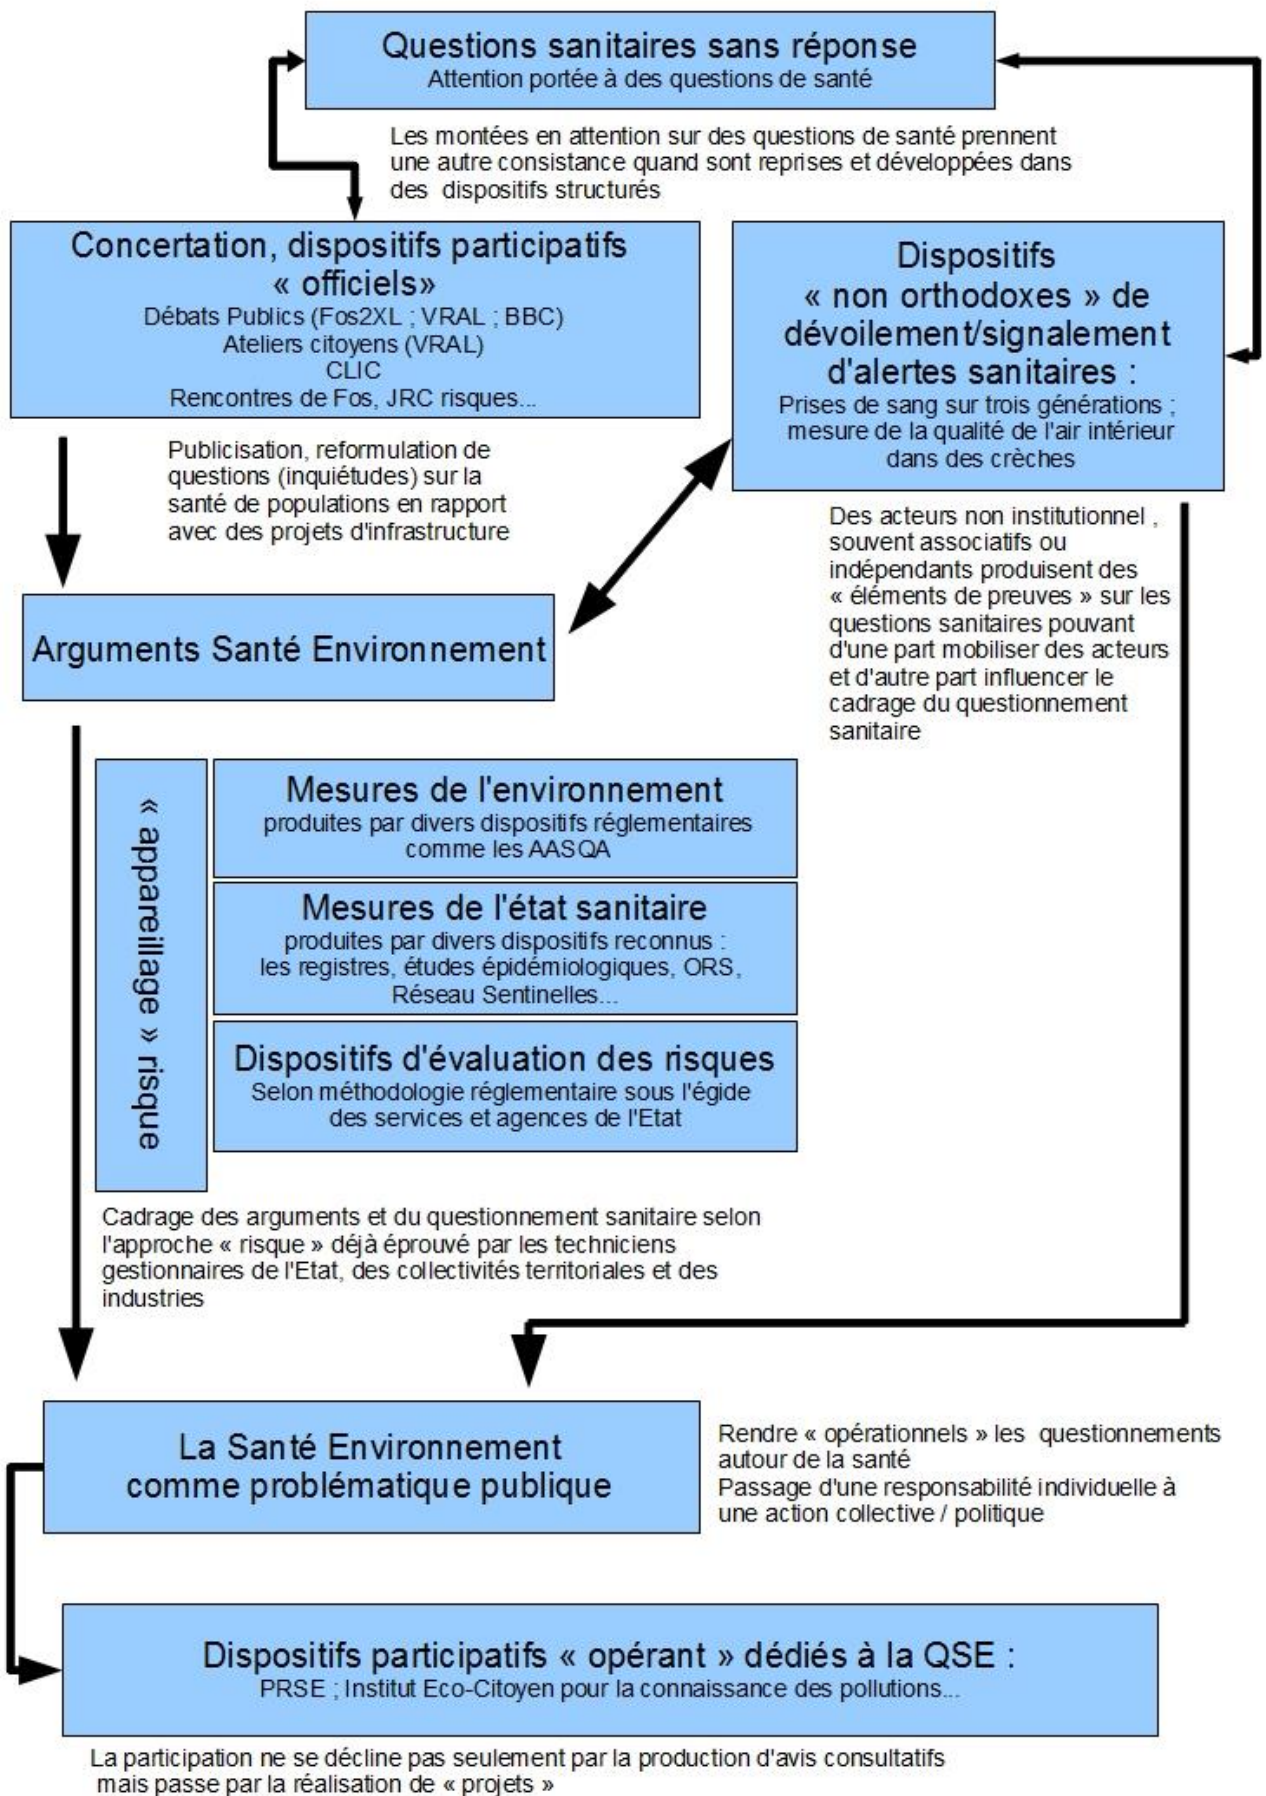 Questions sanitaires sans réponse
Attention portée à des questions de santé
Les montées en attention sur des questions de santé prennent
une autre consistance quand sont reprises et développées dans
des dispositifs structurés
Concertation, dispositifs participatifs
« officiels»
Débats Publics (Fos2XL ; VRAL ; BBC)
Ateliers citoyens (VRAL)
CLIC
Rencontres de Fos, JRC risques...
Dispositifs
« non orthodoxes » de
dévoilement/signalement
d'alertes sanitaires :
Prises de sang sur trois générations ;
mesure de la qualité de l'air intérieur
dans des crèches
Publicisation, reformulation de
questions (inquiétudes) sur la
santé de populations en rapport
avec des projets d'infrastructure
Des acteurs non institutionnel ,
souvent associatifs ou
indépendants produisent des
« éléments de preuves » sur les
questions sanitaires pouvant
d'une part mobiliser des acteurs
et d'autre part influencer le
cadrage du questionnement
sanitaire
Arguments Santé Environnement
« appareillage » risque
Mesures de l'environnement
produites par divers dispositifs réglementaires
comme les AASQA
Mesures de l'état sanitaire
produites par divers dispositifs reconnus :
les registres, études épidémiologiques, ORS,
Réseau Sentinelles...
Dispositifs d'évaluation des risques
Selon méthodologie réglementaire sous l'égide
des services et agences de l'Etat
Cadrage des arguments et du questionnement sanitaire selon
l'approche « risque » déjà éprouvé par les techniciens
gestionnaires de l'Etat, des collectivités territoriales et des
industries
La Santé Environnement
comme problématique publique
Rendre « opérationnels » les questionnements
autour de la santé
Passage d'une responsabilité individuelle à
une action collective / politique
Dispositifs participatifs « opérant » dédiés à la QSE :
PRSE ; Institut Eco-Citoyen pour la connaissance des pollutions...
La participation ne se décline pas seulement par la production d'avis consultatifs
mais passe par la réalisation de « projets »